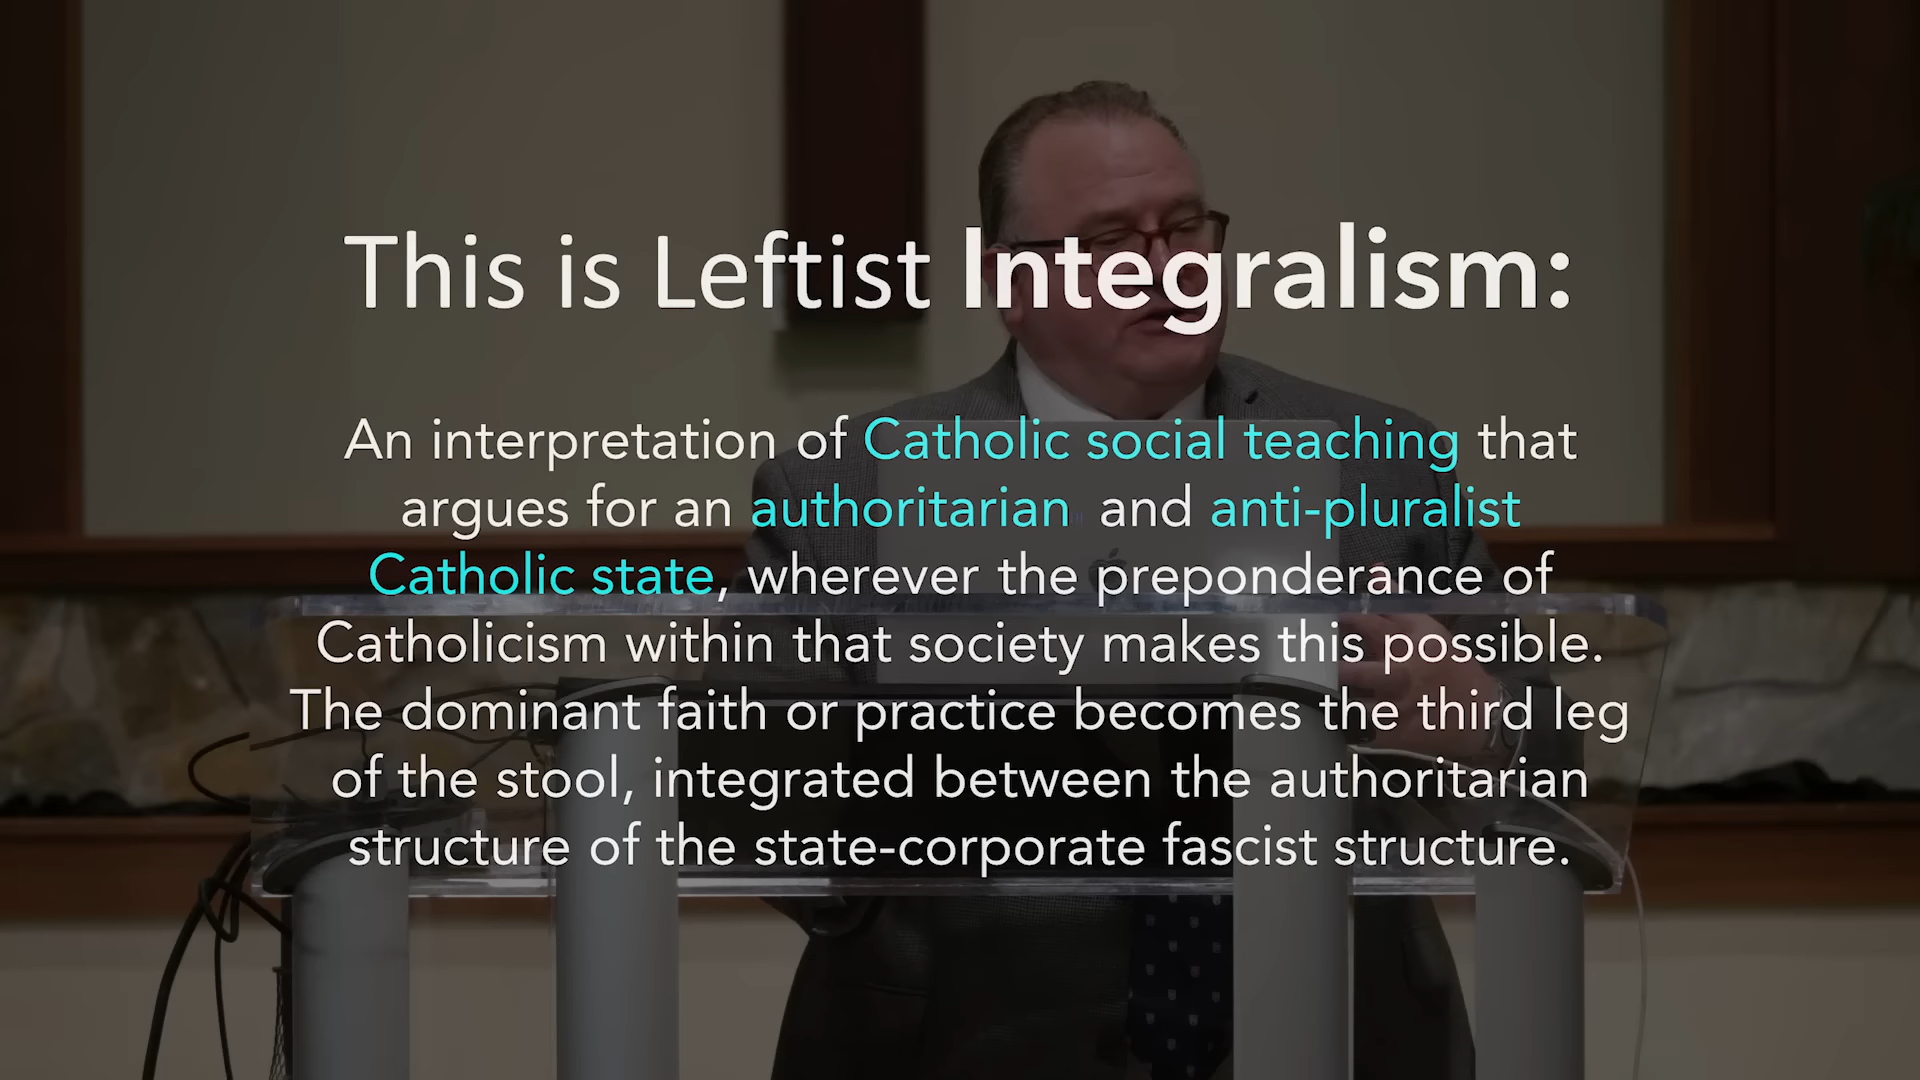 This is Leftist Integralism:
An interpretation of Catholic social teaching that
argues for an authoritarian and anti-pluralist
Catholic state, wherever the preponderance of
Catholicism within that society makes this possible.
The dominant faith or practice becomes the third leg
of the stool, integrated between the authoritarian
structure of the state-corporate fascist structure.